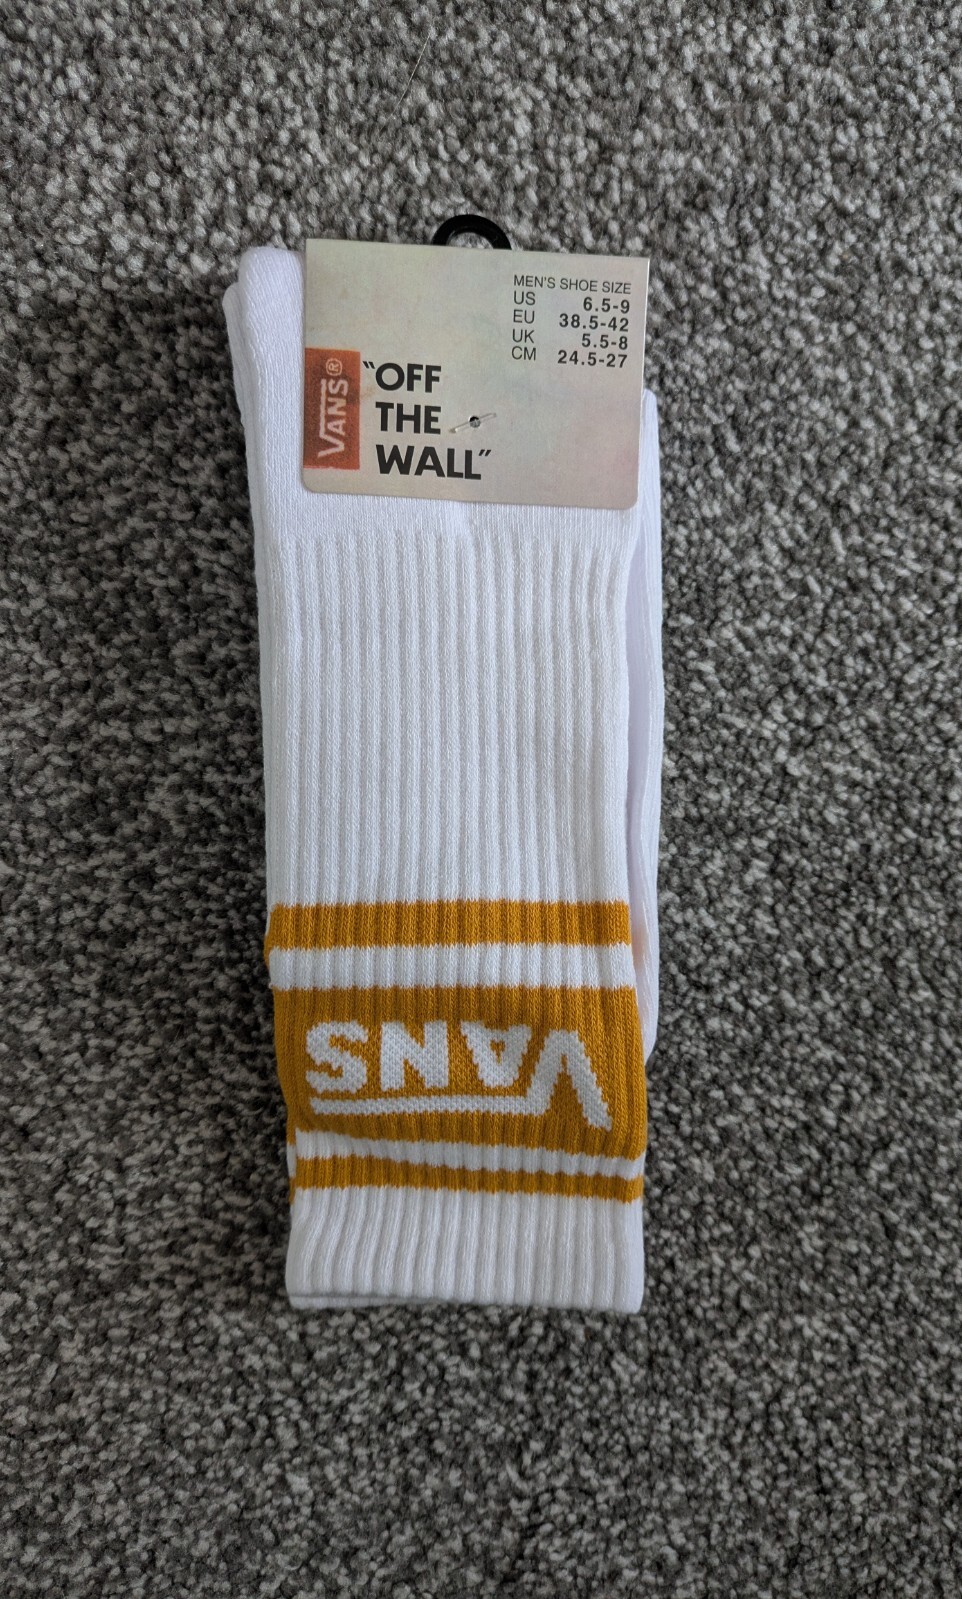 MEN'S SHOE SIZE
US 6.5-9
EU 38.5-42
UK 5.5-8
CM 24.5-27
VANS®
"OFF
THE
WALL"
VANS